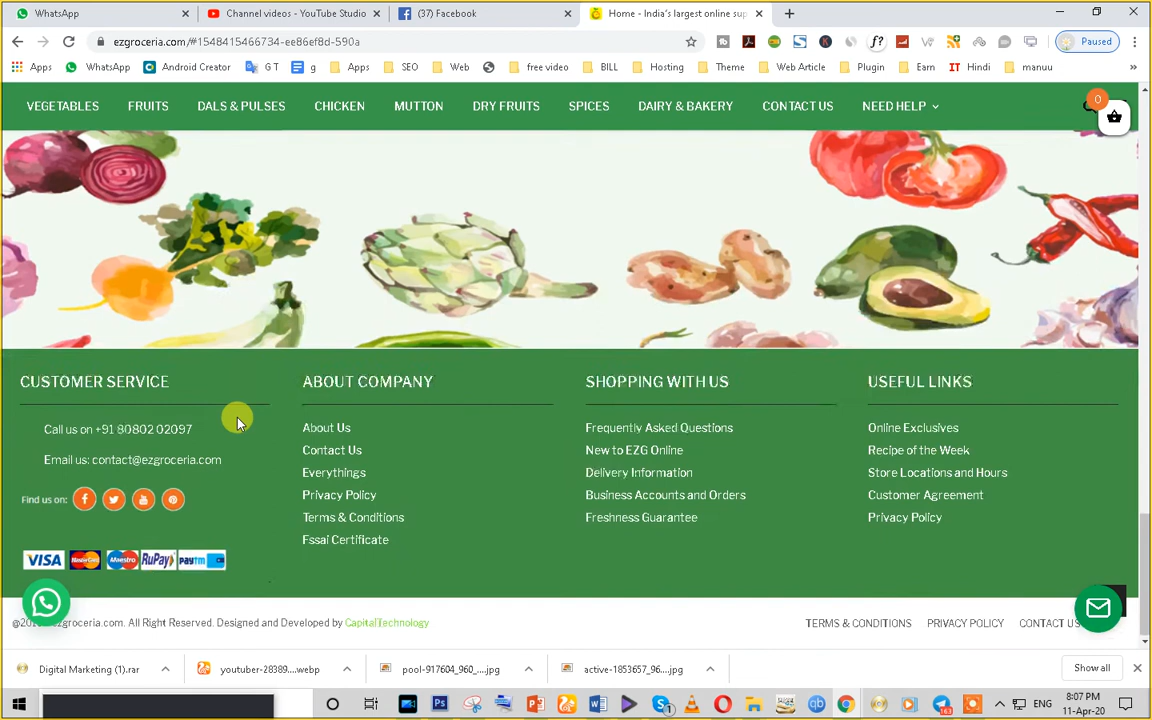 WhatsApp
Channel videos - YouTube Studio
(37) Facebook
Home - India's largest online sup
ezgroceria.com/#1548415466734-ee86ef8d-590a
Paused
Apps WhatsApp Android Creator G T g Apps SEO Web free video BILL Hosting Theme Web Article Plugin Earn IT Hindi manuu
VEGETABLES FRUITS DALS & PULSES CHICKEN MUTTON DRY FRUITS SPICES DAIRY & BAKERY CONTACT US NEED HELP 0
CUSTOMER SERVICE
Call us on +91 80802 02097
Email us: contact@ezgroceria.com
Find us on:
VISA MasterCard Maestro RuPay paytm
ABOUT COMPANY
About Us
Contact Us
Everythings
Privacy Policy
Terms & Conditions
Fssai Certificate
SHOPPING WITH US
Frequently Asked Questions
New to EZG Online
Delivery Information
Business Accounts and Orders
Freshness Guarantee
USEFUL LINKS
Online Exclusives
Recipe of the Week
Store Locations and Hours
Customer Agreement
Privacy Policy
ezgroceria.com. All Right Reserved. Designed and Developed by CapitalTechnology
TERMS & CONDITIONS PRIVACY POLICY CONTACT US
Digital Marketing (1).rar
youtuber-28389....webp
pool-917604_960_....jpg
active-1853657_96....jpg
Show all
ENG
8:07 PM
11-Apr-20